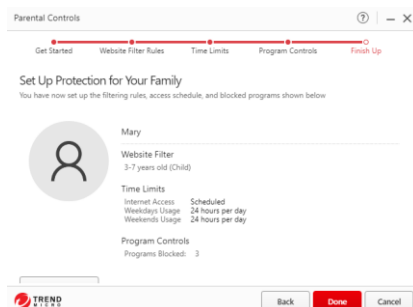 Parental Controls
Get Started
Website Filter Rules
Time Limits
Program Controls
Finish Up
Set Up Protection for Your Family
You have now set up the filtering rules, access schedule, and blocked programs shown below
Mary
Website Filter
3-7 years old (Child)
Time Limits
Internet Access Scheduled
Weekdays Usage 24 hours per day
Weekends Usage 24 hours per day
Program Controls
Programs Blocked: 3
TREND
MICRO
Back
Done
Cancel